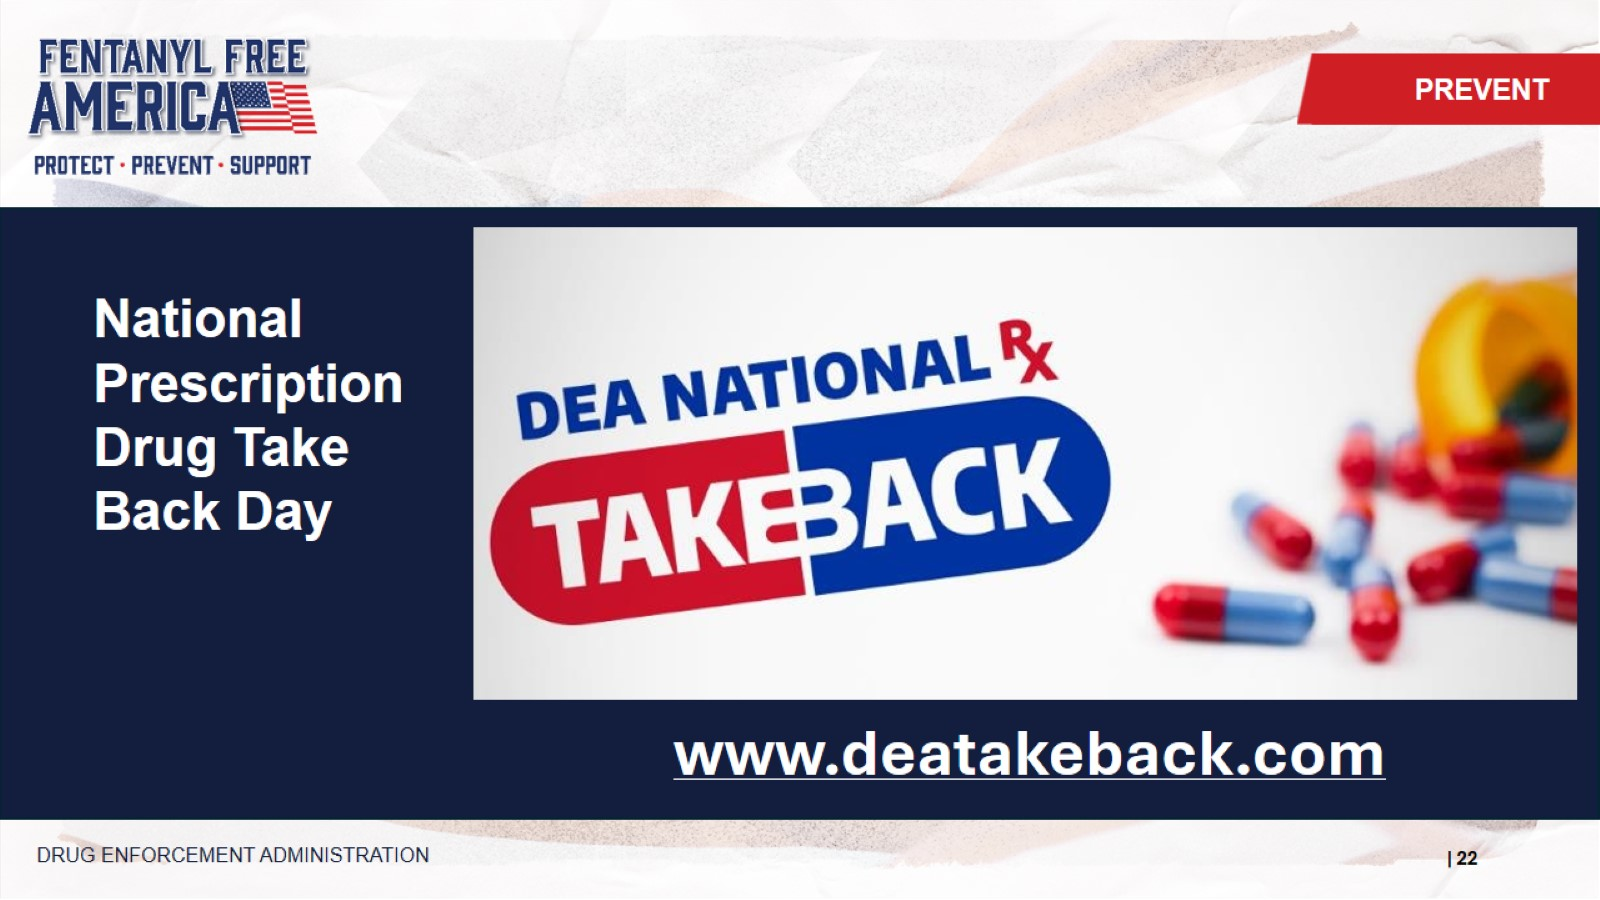 FENTANYL FREE
AMERICA
PROTECT · PREVENT · SUPPORT
PREVENT
National
Prescription
Drug Take
Back Day
DEA NATIONAL Rx
TAKEBACK
www.deatakeback.com
DRUG ENFORCEMENT ADMINISTRATION
| 22